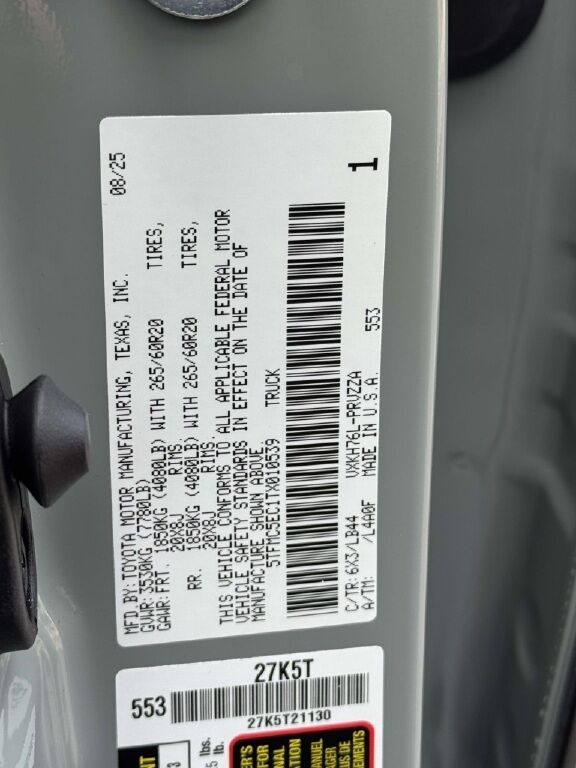 MFD.BY:TOYOTA MOTOR MANUFACTURING, TEXAS, INC. 08/25
GVWR:3530KG (7780LB)
GAWR:FRT. 1850KG (4080LB) WITH 265/60R20 TIRES,
20X8J RIMS
RR. 1850KG (4080LB) WITH 265/60R20 TIRES,
20X8J RIMS
THIS VEHICLE CONFORMS TO ALL APPLICABLE FEDERAL MOTOR
VEHICLE SAFETY STANDARDS IN EFFECT ON THE DATE OF
MANUFACTURE SHOWN ABOVE.
5TFMC5EC1TX010539 TRUCK
1
C/TR:6X3/LB44 VXKH76L-PRVZZA
A/TM: /L4A0F MADE IN U.S.A. 553
27K5T
553
27K5T21130